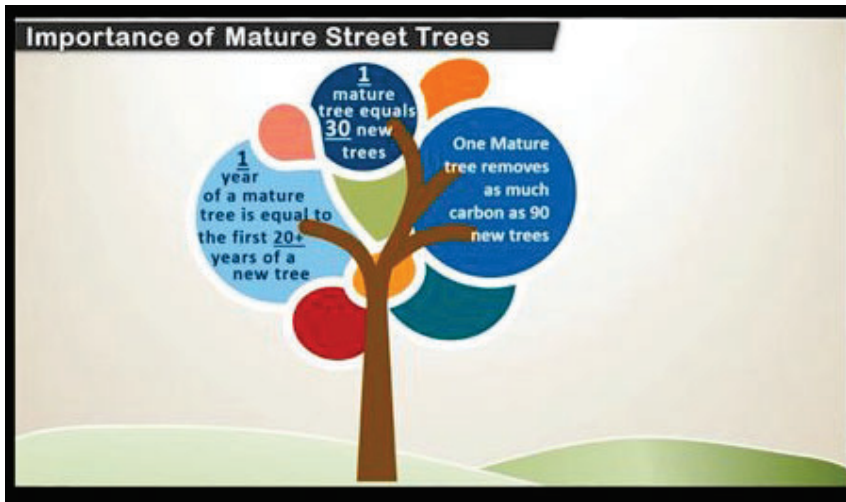 Importance of Mature Street Trees
1
mature
tree equals
30 new
trees
1
year
of a mature
tree is equal to
the first 20+
years of a
new tree
One Mature
tree removes
as much
carbon as 90
new trees